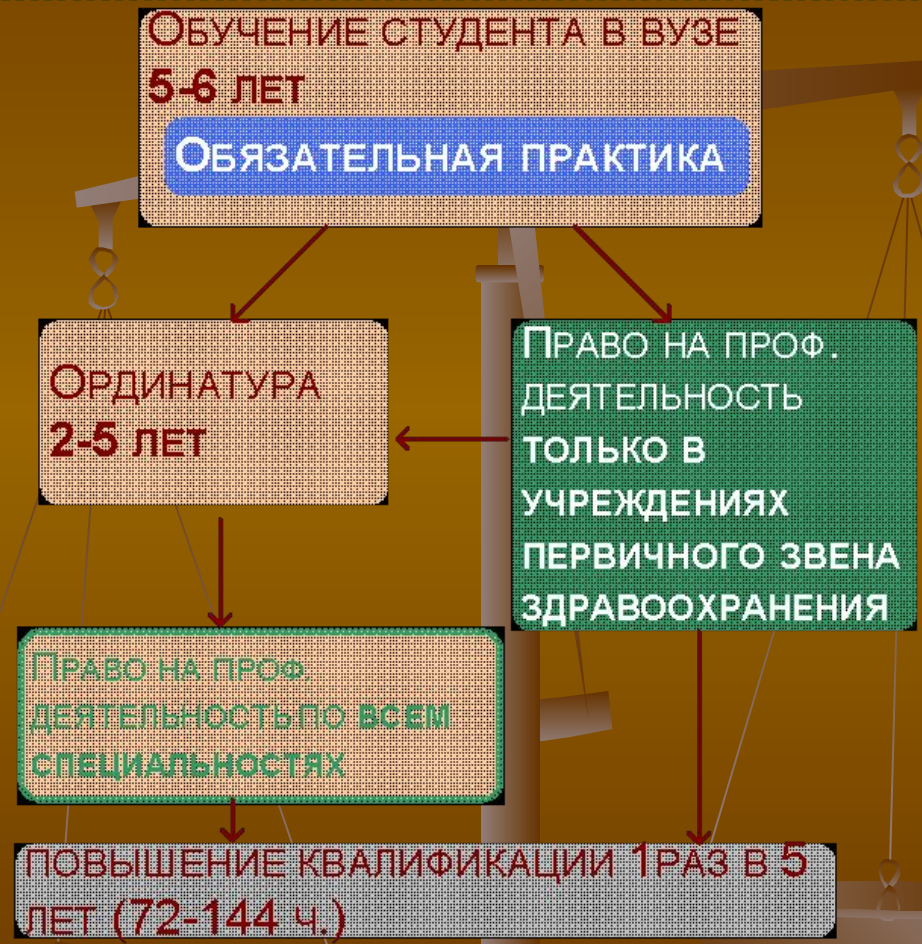 ОБУЧЕНИЕ СТУДЕНТА В ВУЗЕ
5-6 ЛЕТ
ОБЯЗАТЕЛЬНАЯ ПРАКТИКА
ОРДИНАТУРА
2-5 ЛЕТ
ПРАВО НА ПРОФ.
ДЕЯТЕЛЬНОСТЬ
ТОЛЬКО В
УЧРЕЖДЕНИЯХ
ПЕРВИЧНОГО ЗВЕНА
ЗДРАВООХРАНЕНИЯ
ПРАВО НА ПРОФ.
ДЕЯТЕЛЬНОСТЬ ПО ВСЕМ
СПЕЦИАЛЬНОСТЯХ
ПОВЫШЕНИЕ КВАЛИФИКАЦИИ 1РАЗ В 5
ЛЕТ (72-144 Ч.)